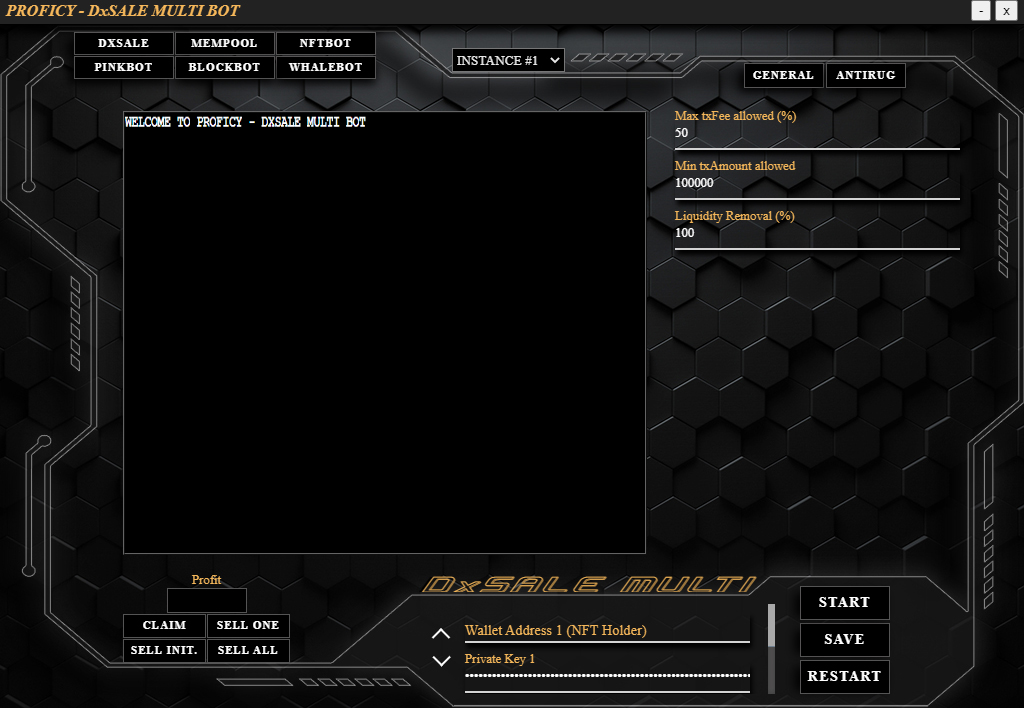 PROFICY - DxSALE MULTI BOT
- x
DXSALE MEMPOOL NFTBOT
PINKBOT BLOCKBOT WHALEBOT
INSTANCE #1
GENERAL ANTIRUG
WELCOME TO PROFICY - DXSALE MULTI BOT
Max txFee allowed (%)
50
Min txAmount allowed
100000
Liquidity Removal (%)
100
Profit
CLAIM SELL ONE
SELL INIT. SELL ALL
DxSALE MULTI
Wallet Address 1 (NFT Holder)
Private Key 1
START
SAVE
RESTART